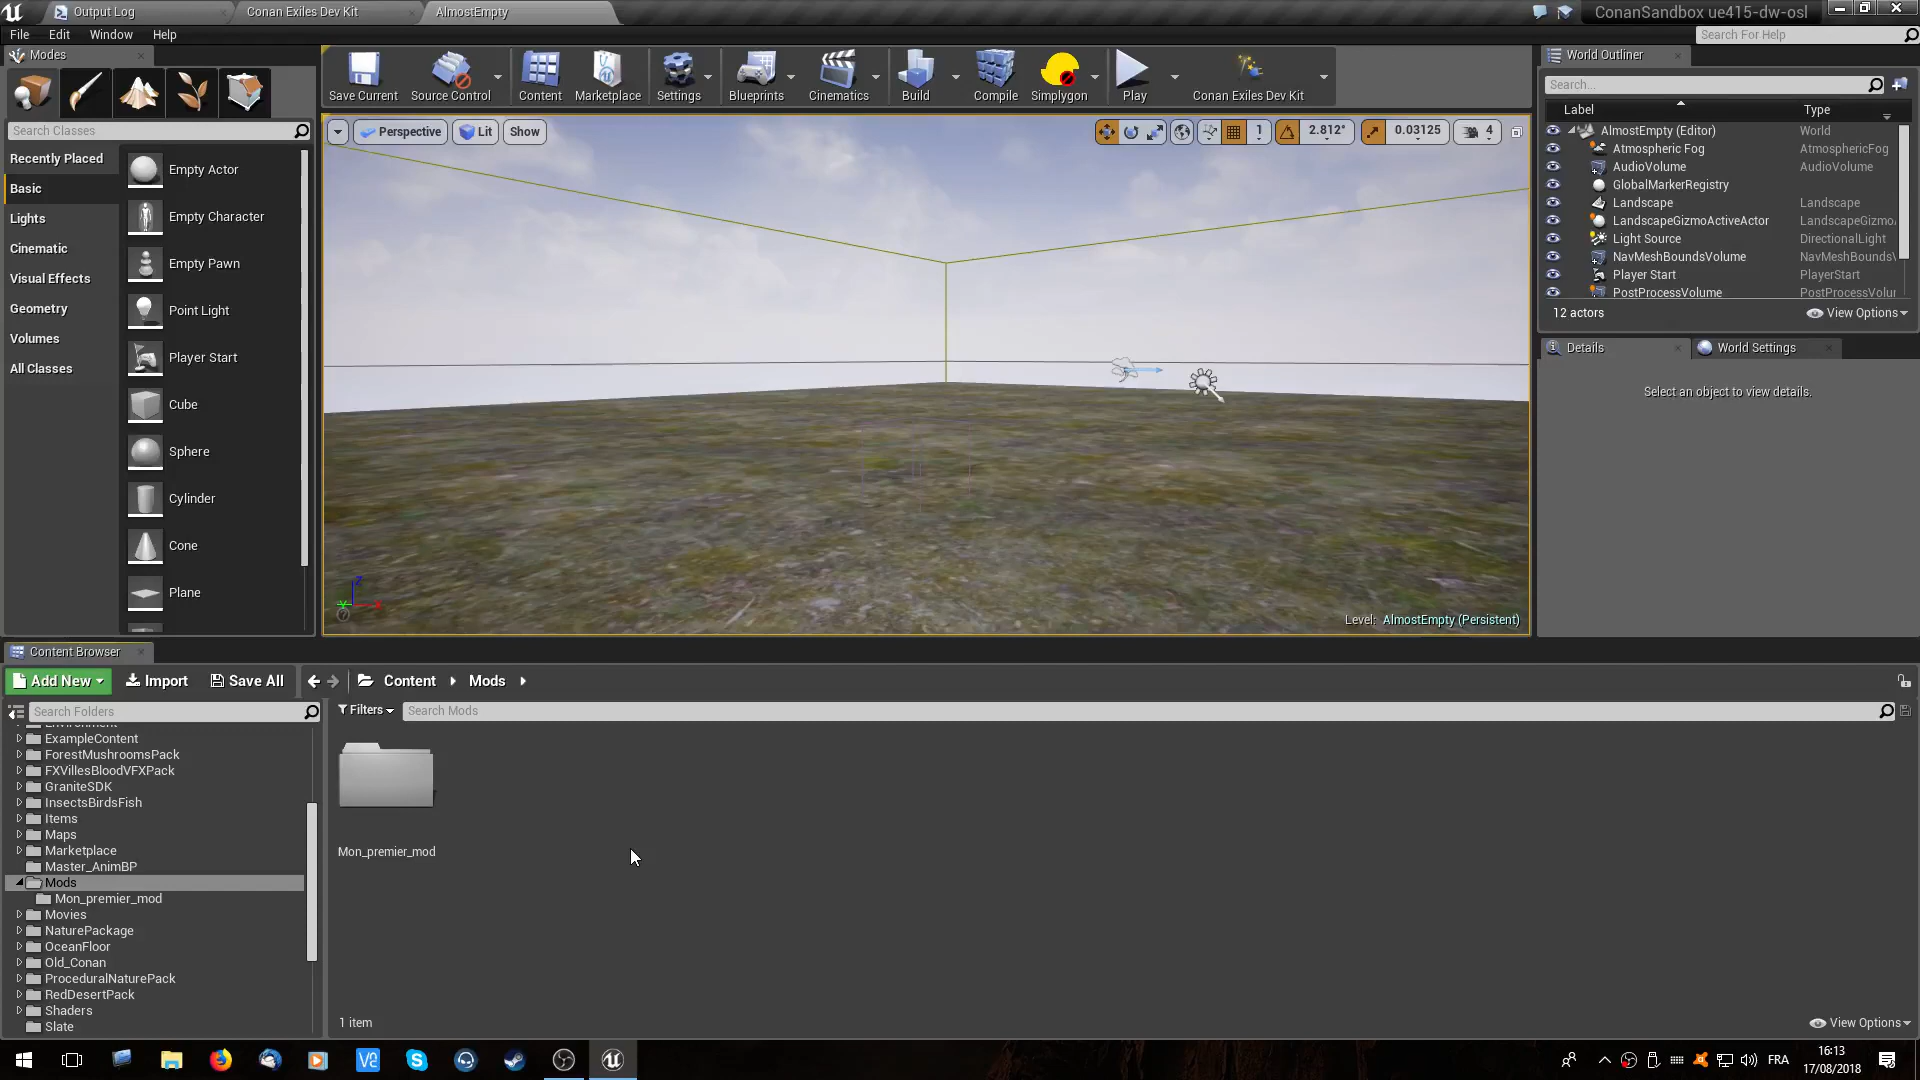 Output Log
Conan Exiles Dev Kit
AlmostEmpty
ConanSandbox ue415-dw-osl
File Edit Window Help
Search For Help
Modes
Save Current
Source Control
Content
Marketplace
Settings
Blueprints
Cinematics
Build
Compile
Simplygon
Play
Conan Exiles Dev Kit
World Outliner
Search...
Label Type
Search Classes
Recently Placed
Basic
Lights
Cinematic
Visual Effects
Geometry
Volumes
All Classes
Empty Actor
Empty Character
Empty Pawn
Point Light
Player Start
Cube
Sphere
Cylinder
Cone
Plane
Perspective
Lit
Show
1
2.812°
0.03125
4
Z
Level: AlmostEmpty (Persistent)
AlmostEmpty (Editor) World
Atmospheric Fog AtmosphericFog
AudioVolume AudioVolume
GlobalMarkerRegistry
Landscape Landscape
LandscapeGizmoActiveActor LandscapeGizmo
Light Source DirectionalLight
NavMeshBoundsVolume NavMeshBounds
Player Start PlayerStart
PostProcessVolume PostProcessVolu
12 actors
View Options
Details
World Settings
Select an object to view details.
Content Browser
Add New
Import
Save All
Content
Mods
Search Folders
Filters
Search Mods
ExampleContent
ForestMushroomsPack
FXVillesBloodVFXPack
GraniteSDK
InsectsBirdsFish
Items
Maps
Marketplace
Master_AnimBP
Mods
Mon_premier_mod
Movies
NaturePackage
OceanFloor
Old_Conan
ProceduralNaturePack
RedDesertPack
Shaders
Slate
Mon_premier_mod
1 item
View Options
FRA
16:13
17/08/2018